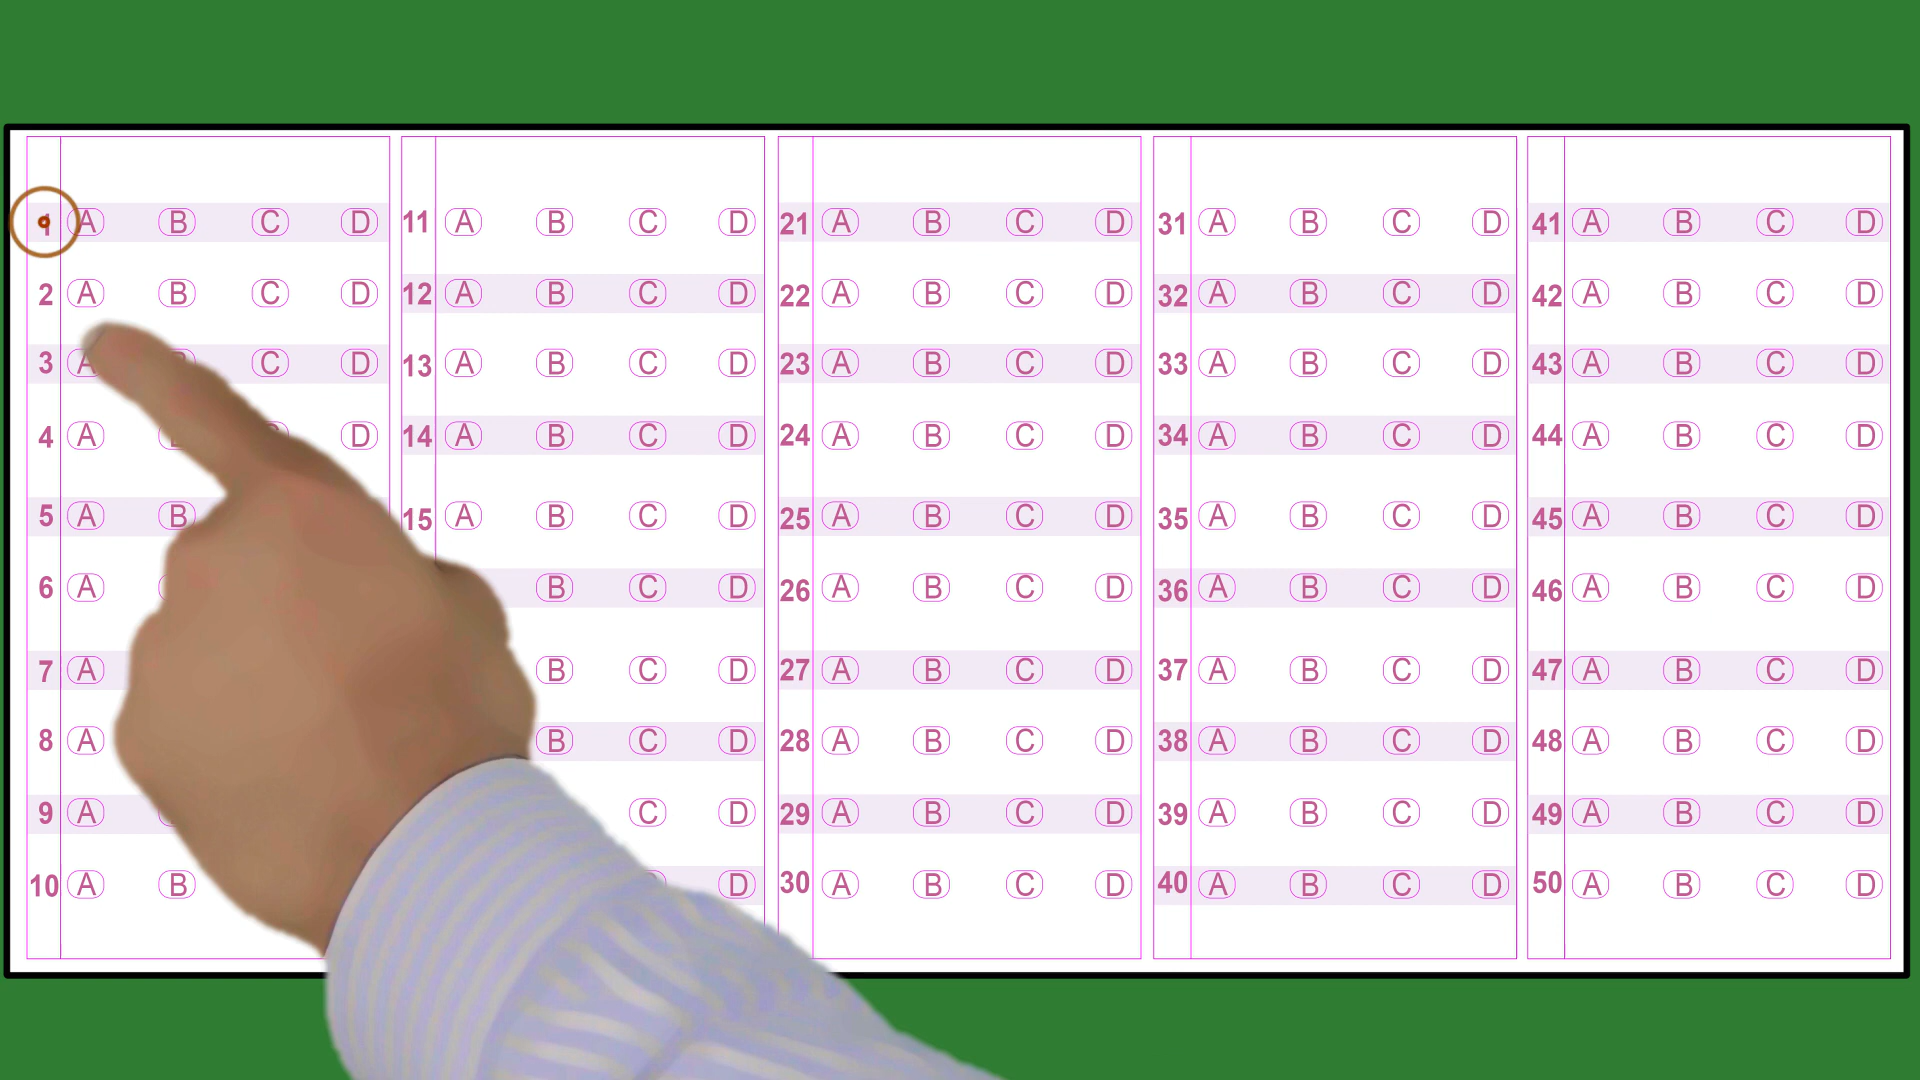 1 A B C D
2 A B C D
3 A B C D
4 A B C D
5 A B
6 A
7 A
8 A
9 A
10 A B
11 A B C D
12 A B C D
13 A B C D
14 A B C D
15 A B C D
B C D
B C D
B C D
C D
D
21 A B C D
22 A B C D
23 A B C D
24 A B C D
25 A B C D
26 A B C D
27 A B C D
28 A B C D
29 A B C D
30 A B C D
31 A B C D
32 A B C D
33 A B C D
34 A B C D
35 A B C D
36 A B C D
37 A B C D
38 A B C D
39 A B C D
40 A B C D
41 A B C D
42 A B C D
43 A B C D
44 A B C D
45 A B C D
46 A B C D
47 A B C D
48 A B C D
49 A B C D
50 A B C D